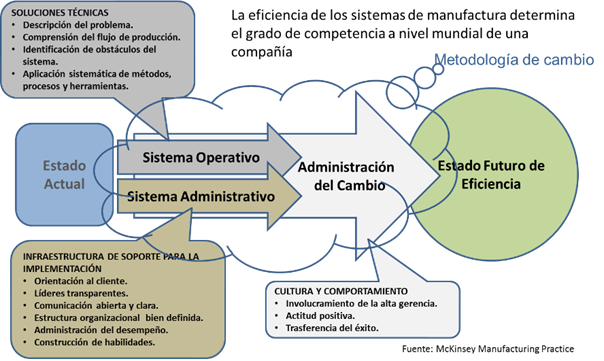 SOLUCIONES TÉCNICAS
• Descripción del problema.
• Comprensión del flujo de producción.
• Identificación de obstáculos del
sistema.
• Aplicación sistemática de métodos,
procesos y herramientas.
La eficiencia de los sistemas de manufactura determina
el grado de competencia a nivel mundial de una
compañía
Metodología de cambio
Estado
Actual
Sistema Operativo
Sistema Administrativo
Administración
del Cambio
Estado Futuro de
Eficiencia
INFRAESTRUCTURA DE SOPORTE PARA LA
IMPLEMENTACIÓN
• Orientación al cliente.
• Líderes transparentes.
• Comunicación abierta y clara.
• Estructura organizacional bien definida.
• Administración del desempeño.
• Construcción de habilidades.
CULTURA Y COMPORTAMIENTO
• Involucramiento de la alta gerencia.
• Actitud positiva.
• Trasferencia del éxito.
Fuente: McKinsey Manufacturing Practice